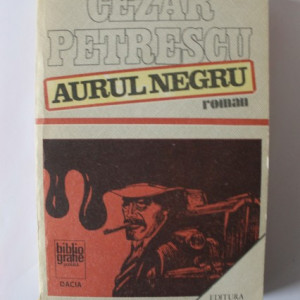 CEZAR
PETRESCU
AURUL NEGRU
roman
biblio
grafie
DACIA
EDITURA